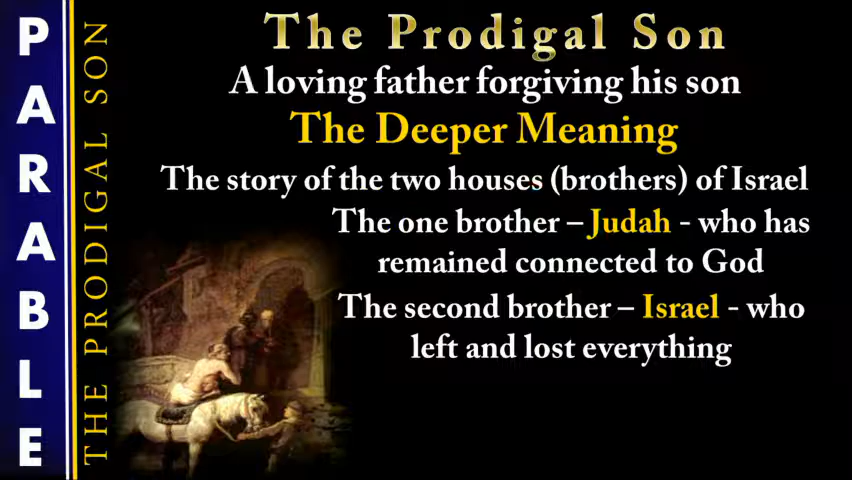 PARABLE
THE PRODIGAL SON
The Prodigal Son
A loving father forgiving his son
The Deeper Meaning
The story of the two houses (brothers) of Israel
The one brother – Judah - who has
remained connected to God
The second brother – Israel - who
left and lost everything